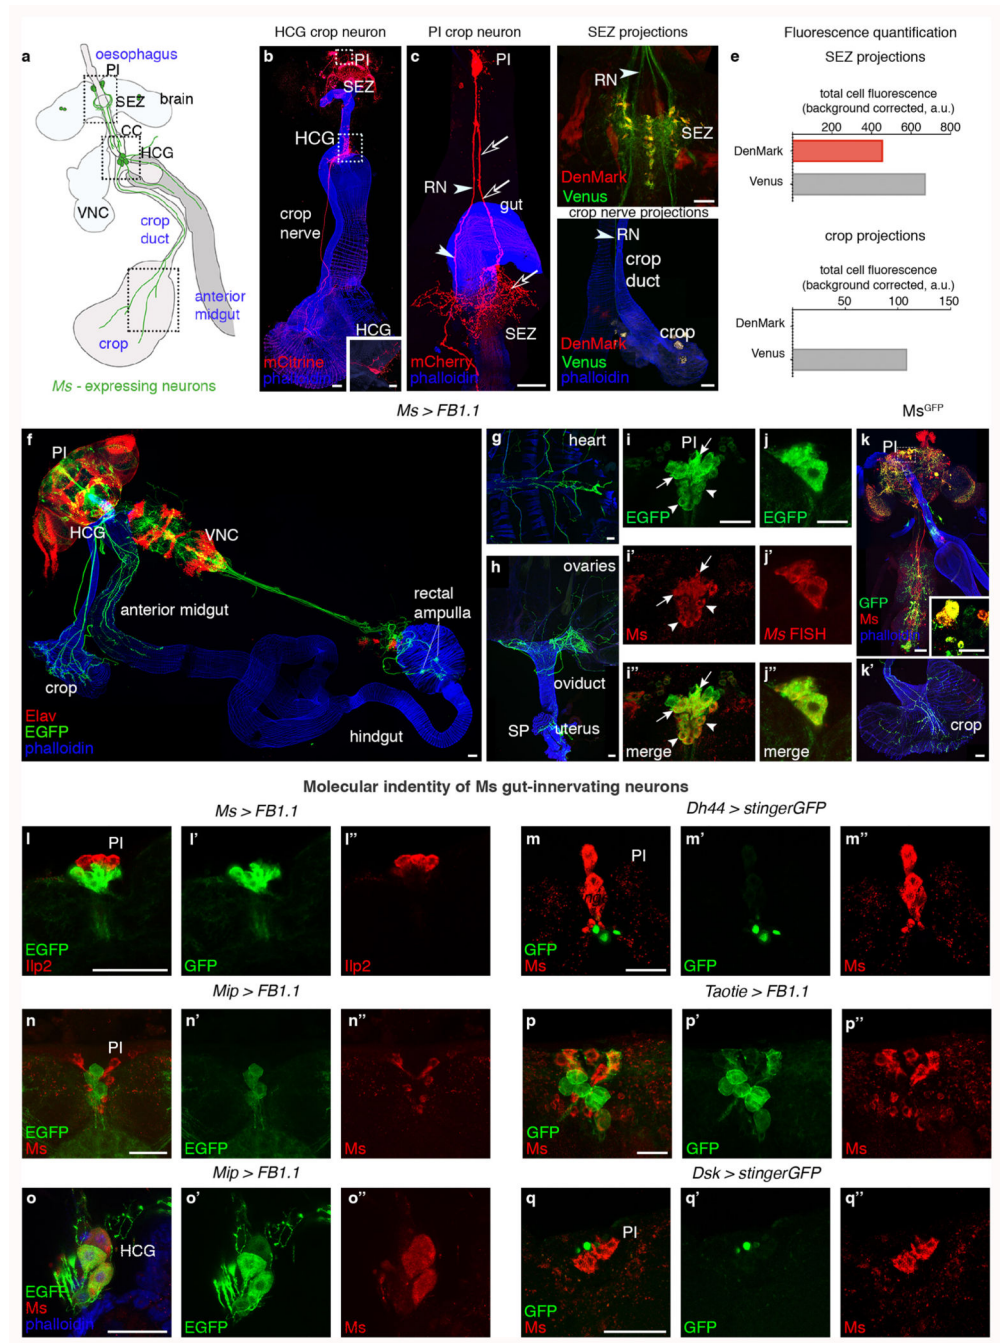 HCG crop neuron
PI crop neuron
SEZ projections
Fluorescence quantification
a
oesophagus
PI
SEZ
brain
CC
HCG
VNC
crop
duct
anterior
midgut
crop
Ms - expressing neurons
b
PI
SEZ
HCG
crop
nerve
HCG
mCitrine
phalloidin
c
PI
RN
gut
SEZ
mCherry
phalloidin
d
RN
SEZ
DenMark
Venus
crop nerve projections
RN
crop
duct
crop
DenMark
Venus
phalloidin
e
SEZ projections
total cell fluorescence
(background corrected, a.u.)
200 400 600 800
DenMark
Venus
crop projections
total cell fluorescence
(background corrected, a.u.)
50 100 150
DenMark
Venus
Ms > FB1.1
MsGFP
f
PI
HCG
VNC
anterior midgut
rectal
ampulla
crop
hindgut
Elav
EGFP
phalloidin
g
heart
h
ovaries
oviduct
SP
uterus
i
PI
EGFP
i'
Ms
i''
merge
j
EGFP
j'
Ms FISH
j''
merge
k
PI
GFP
Ms
phalloidin
k'
crop
Molecular indentity of Ms gut-innervating neurons
Ms > FB1.1
Dh44 > stingerGFP
l
PI
EGFP
Ilp2
l'
GFP
l''
Ilp2
m
PI
GFP
Ms
m'
GFP
m''
Ms
Mip > FB1.1
Taotie > FB1.1
n
PI
EGFP
Ms
n'
EGFP
n''
Ms
p
GFP
Ms
p'
GFP
p''
Ms
Mip > FB1.1
Dsk > stingerGFP
o
HCG
EGFP
Ms
phalloidin
o'
EGFP
o''
Ms
q
PI
GFP
Ms
q'
GFP
q''
Ms